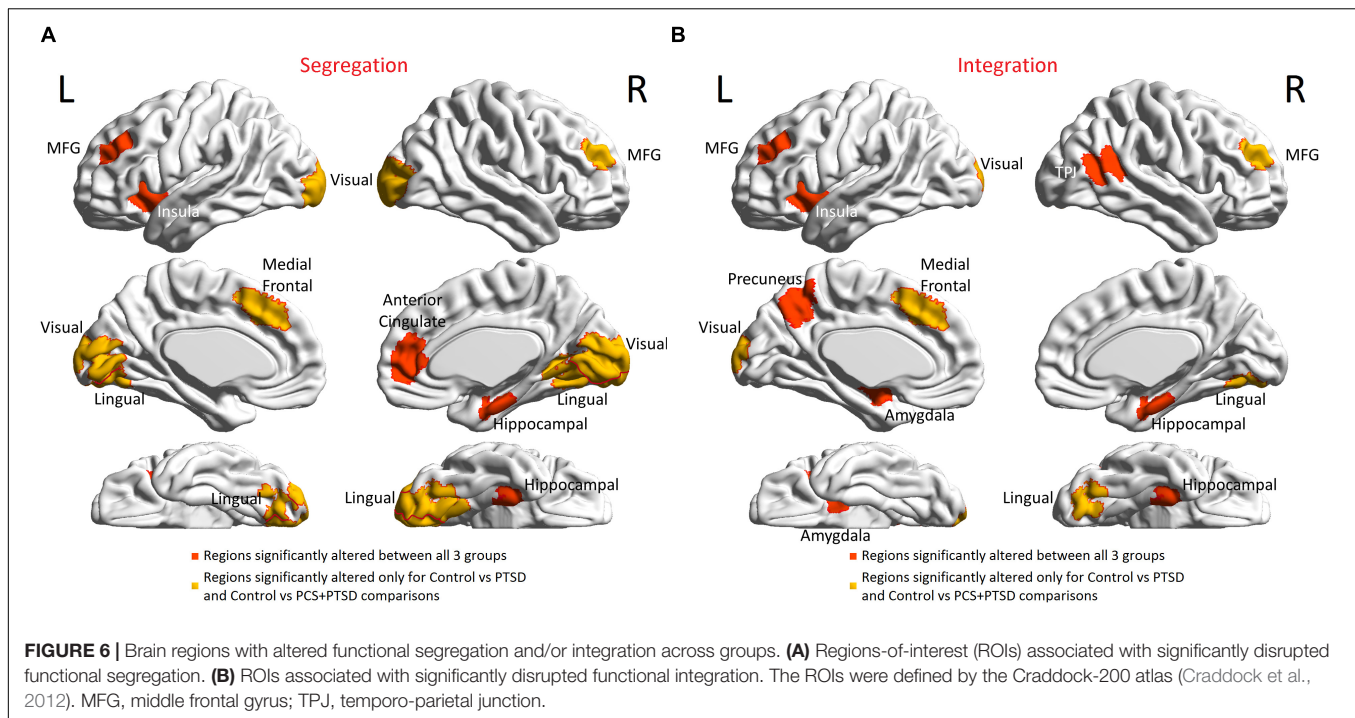 A
Segregation
L
R
MFG
Insula
Visual
MFG
Medial
Frontal
Visual
Lingual
Anterior
Cingulate
Visual
Lingual
Hippocampal
Lingual
Lingual
Hippocampal
■ Regions significantly altered between all 3 groups
■ Regions significantly altered only for Control vs PTSD
and Control vs PCS+PTSD comparisons
B
Integration
L
R
MFG
Insula
Visual
TPJ
MFG
Precuneus
Medial
Frontal
Visual
Amygdala
Lingual
Hippocampal
Amygdala
Lingual
Hippocampal
■ Regions significantly altered between all 3 groups
■ Regions significantly altered only for Control vs PTSD
and Control vs PCS+PTSD comparisons
FIGURE 6 | Brain regions with altered functional segregation and/or integration across groups. (A) Regions-of-interest (ROIs) associated with significantly disrupted
functional segregation. (B) ROIs associated with significantly disrupted functional integration. The ROIs were defined by the Craddock-200 atlas (Craddock et al.,
2012). MFG, middle frontal gyrus; TPJ, temporo-parietal junction.